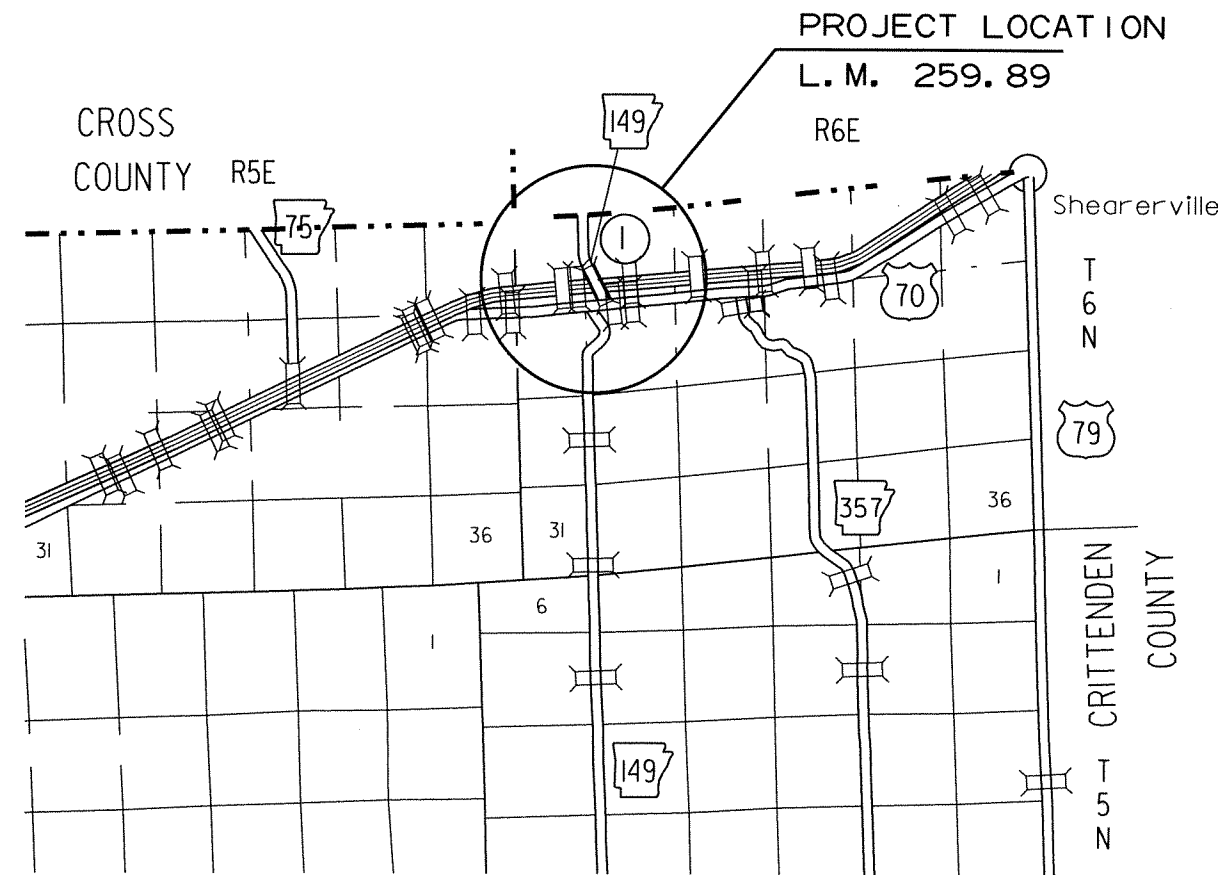 PROJECT LOCATION
L.M. 259.89
CROSS
COUNTY
R5E
149
R6E
75
Shearerville
1
70
T
6
N
79
357
31
36
31
36
6
1
1
CRITTENDEN
COUNTY
149
T
5
N